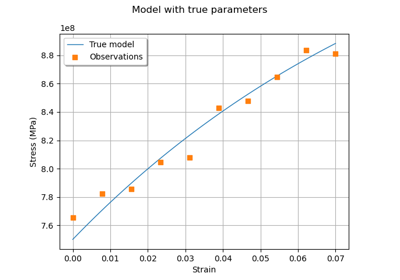 Model with true parameters
1e8
True model
Observations
8.8
8.6
8.4
8.2
8.0
7.8
7.6
Stress (MPa)
0.00 0.01 0.02 0.03 0.04 0.05 0.06 0.07
Strain